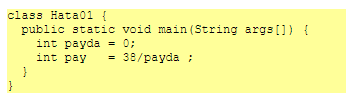 class Hata01 {
  public static void main(String args[]) {
    int payda = 0;
    int pay   = 38/payda ;
  }
}